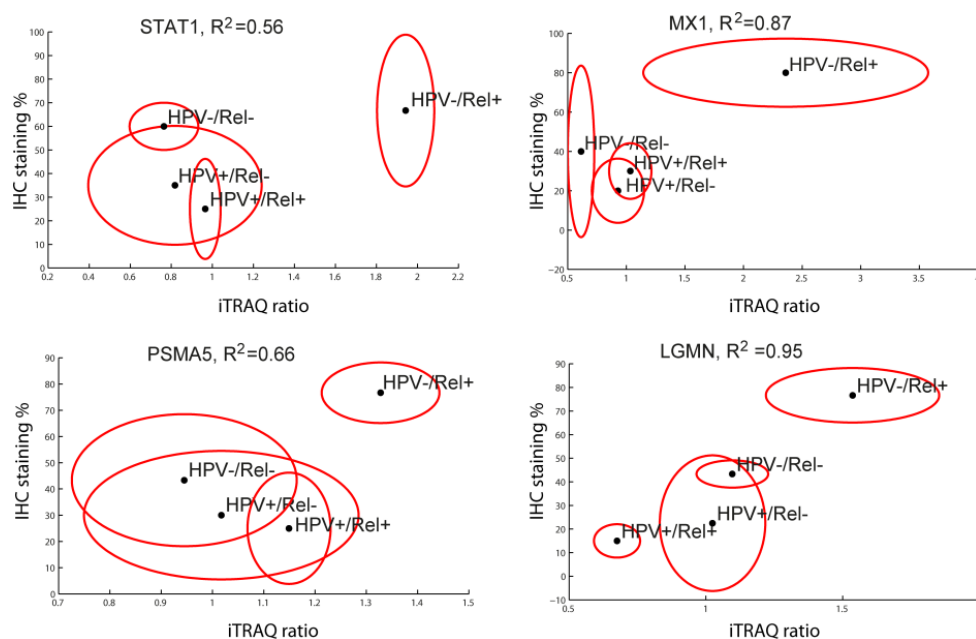 STAT1, R²=0.56
100
90
80
70
60
50
40
30
20
10
0
IHC staining %
HPV-/Rel+
HPV-/Rel-
HPV+/Rel-
HPV+/Rel+
0.2 0.4 0.6 0.8 1 1.2 1.4 1.6 1.8 2 2.2
iTRAQ ratio
MX1, R²=0.87
100
80
60
40
20
0
−20
IHC staining %
HPV-/Rel+
HPV-/Rel-
HPV+/Rel+
HPV+/Rel-
0.5 1 1.5 2 2.5 3 3.5
iTRAQ ratio
PSMA5, R²=0.66
90
80
70
60
50
40
30
20
10
0
IHC staining %
HPV-/Rel+
HPV-/Rel-
HPV+/Rel-
HPV+/Rel+
0.7 0.8 0.9 1 1.1 1.2 1.3 1.4 1.5
iTRAQ ratio
LGMN, R² =0.95
90
80
70
60
50
40
30
20
10
0
−10
IHC staining %
HPV-/Rel+
HPV-/Rel-
HPV+/Rel-
HPV+/Rel+
0.5 1 1.5
iTRAQ ratio